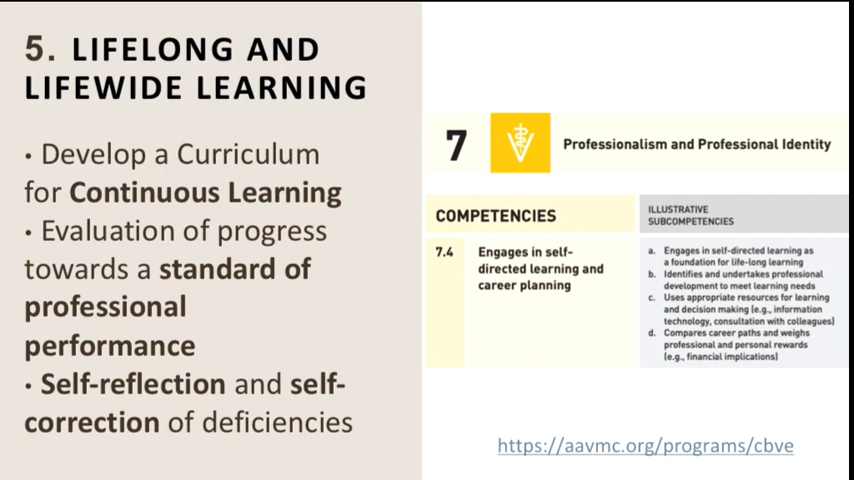 5. LIFELONG AND
LIFEWIDE LEARNING
• Develop a Curriculum
for Continuous Learning
• Evaluation of progress
towards a standard of
professional
performance
• Self-reflection and self-
correction of deficiencies
7
Professionalism and Professional Identity
COMPETENCIES
ILLUSTRATIVE
SUBCOMPETENCIES
7.4
Engages in self-
directed learning and
career planning
a. Engages in self-directed learning as
a foundation for life-long learning
b. Identifies and undertakes professional
development to meet learning needs
c. Uses appropriate resources for learning
and decision making (e.g., information
technology, consultation with colleagues)
d. Compares career paths and weighs
professional and personal rewards
(e.g., financial implications)
https://aavmc.org/programs/cbve